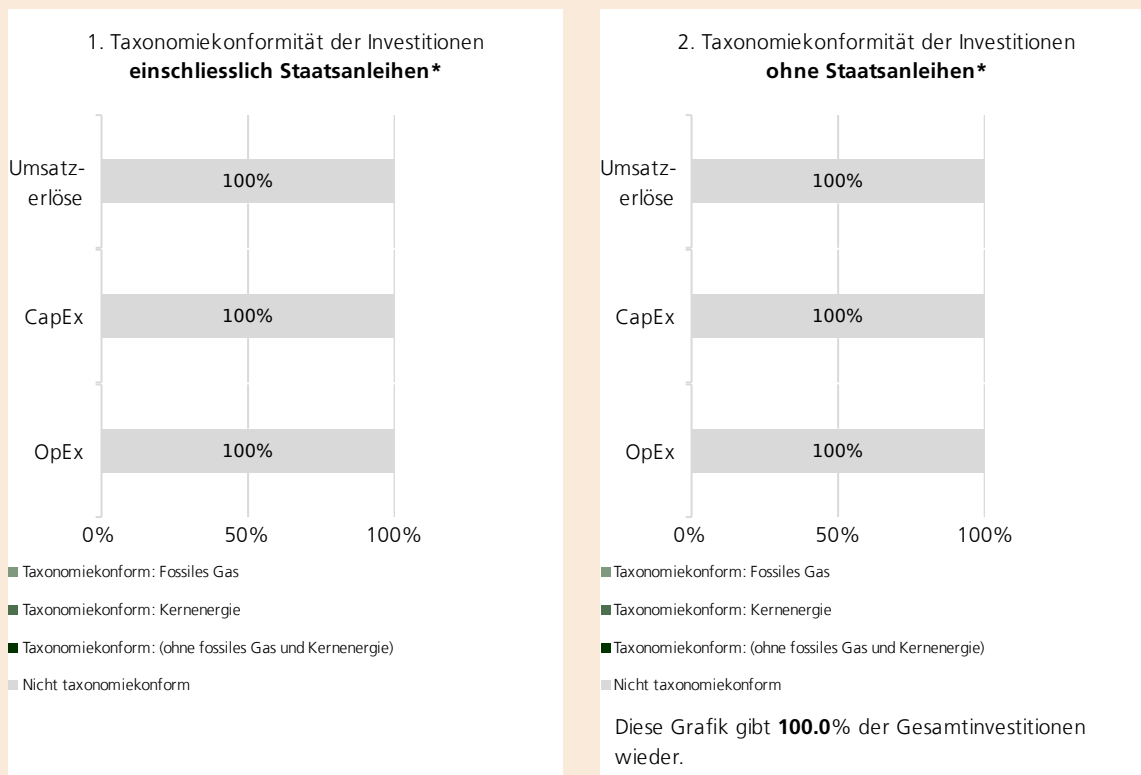 1. Taxonomiekonformität der Investitionen
einschliesslich Staatsanleihen*
Umsatz-
erlöse
100%
CapEx
100%
OpEx
100%
0%
50%
100%
Taxonomiekonform: Fossiles Gas
Taxonomiekonform: Kernenergie
Taxonomiekonform: (ohne fossiles Gas und Kernenergie)
Nicht taxonomiekonform
2. Taxonomiekonformität der Investitionen
ohne Staatsanleihen*
Umsatz-
erlöse
100%
CapEx
100%
OpEx
100%
0%
50%
100%
Taxonomiekonform: Fossiles Gas
Taxonomiekonform: Kernenergie
Taxonomiekonform: (ohne fossiles Gas und Kernenergie)
Nicht taxonomiekonform
Diese Grafik gibt 100.0% der Gesamtinvestitionen
wieder.